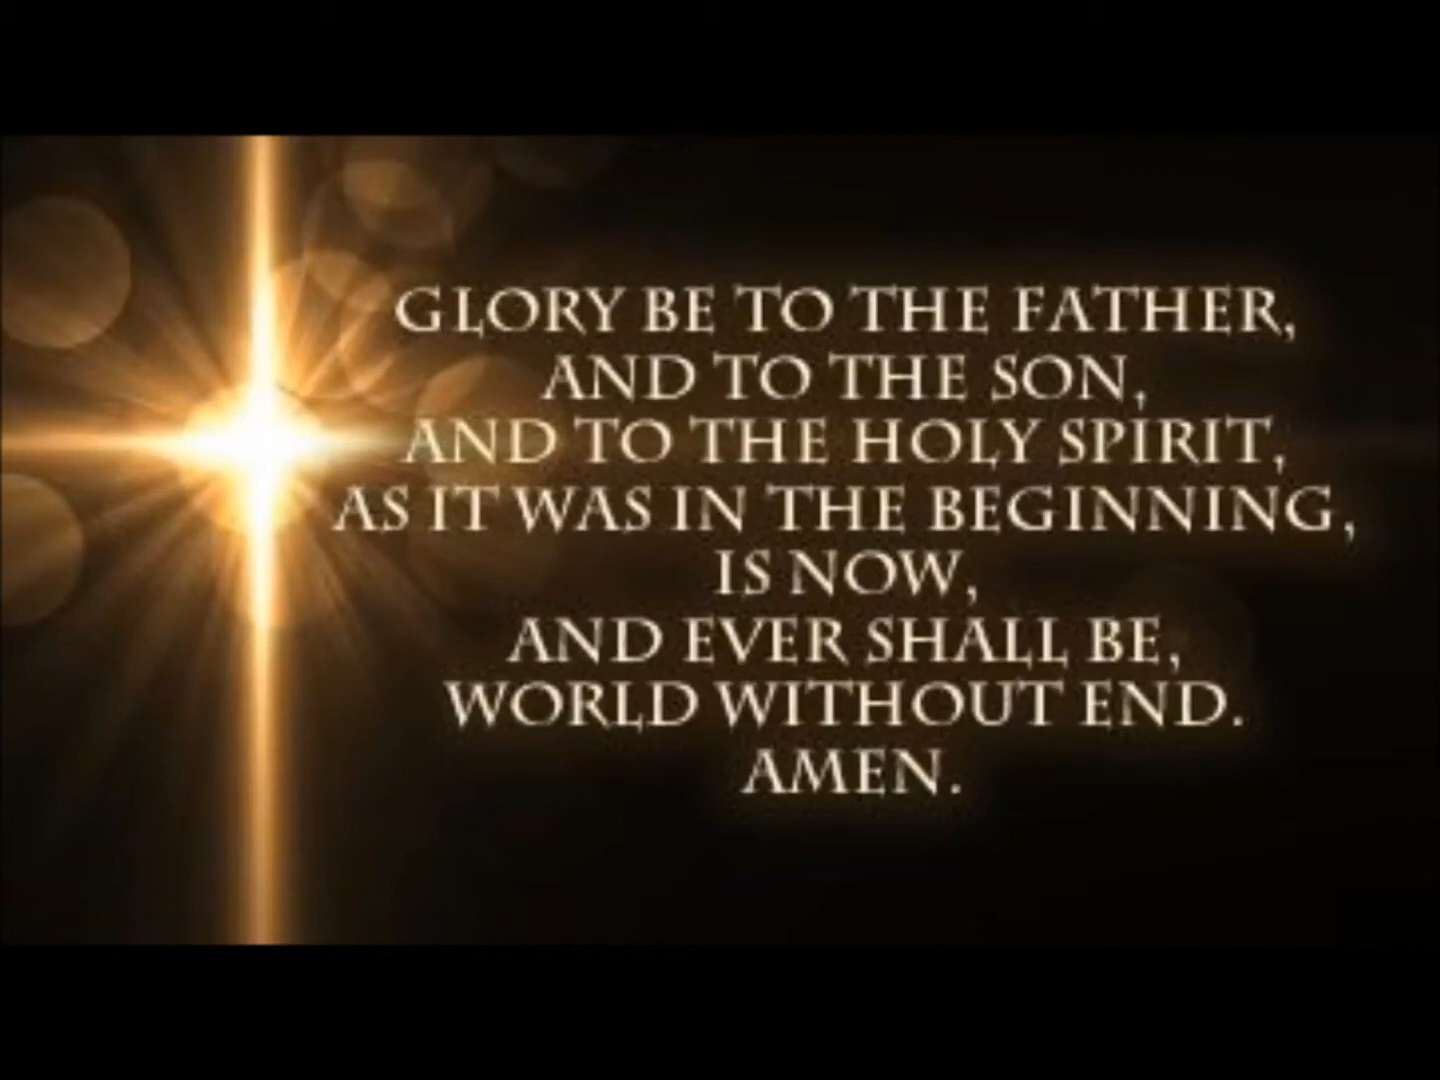 GLORY BE TO THE FATHER,
AND TO THE SON,
AND TO THE HOLY SPIRIT,
AS IT WAS IN THE BEGINNING,
IS NOW,
AND EVER SHALL BE,
WORLD WITHOUT END.
AMEN.